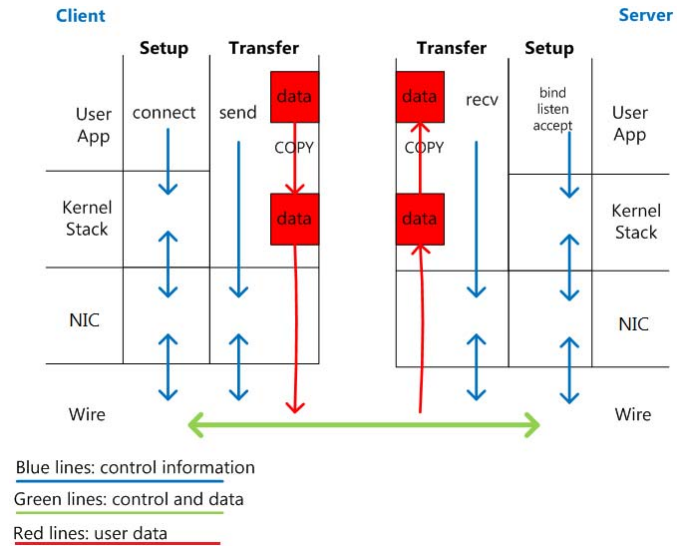 Client
Server
Setup
Transfer
Transfer
Setup
User
App
connect
send
data
COPY
data
recv
COPY
bind
listen
accept
User
App
Kernel
Stack
data
data
Kernel
Stack
NIC
NIC
Wire
Wire
Blue lines: control information
Green lines: control and data
Red lines: user data